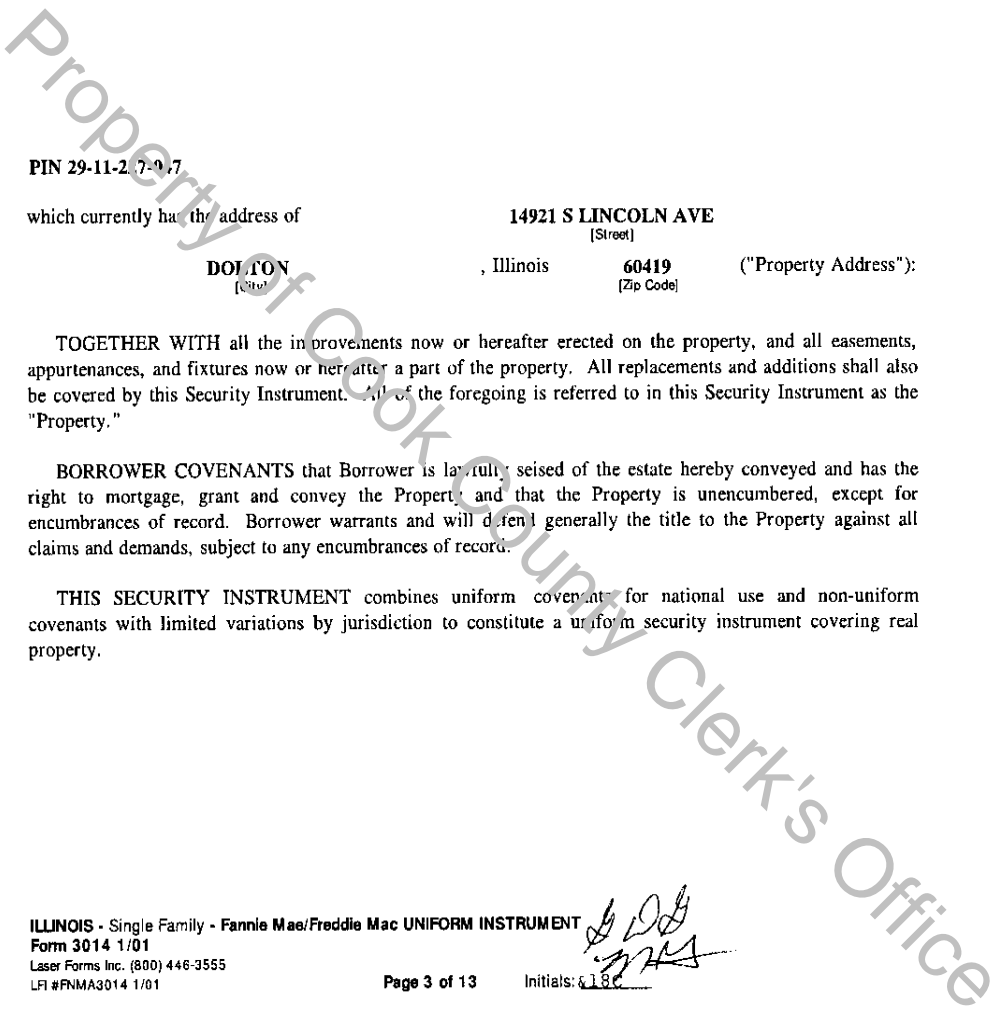 PIN 29-11-2
which currently has the address of 14921 S LINCOLN AVE
[Street]
DOLTON , Illinois 60419 ("Property Address"):
[City] [Zip Code]
TOGETHER WITH all the improvements now or hereafter erected on the property, and all easements,
appurtenances, and fixtures now or hereafter a part of the property. All replacements and additions shall also
be covered by this Security Instrument. All of the foregoing is referred to in this Security Instrument as the
"Property."
BORROWER COVENANTS that Borrower is lawfully seised of the estate hereby conveyed and has the
right to mortgage, grant and convey the Property and that the Property is unencumbered, except for
encumbrances of record. Borrower warrants and will defend generally the title to the Property against all
claims and demands, subject to any encumbrances of record.
THIS SECURITY INSTRUMENT combines uniform covenants for national use and non-uniform
covenants with limited variations by jurisdiction to constitute a uniform security instrument covering real
property.
ILLINOIS - Single Family - Fannie Mae/Freddie Mac UNIFORM INSTRUMENT
Form 3014 1/01
Laser Forms Inc. (800) 446-3555
LFI #FNMA3014 1/01 Page 3 of 13 Initials:
Property of Cook County Clerk's Office